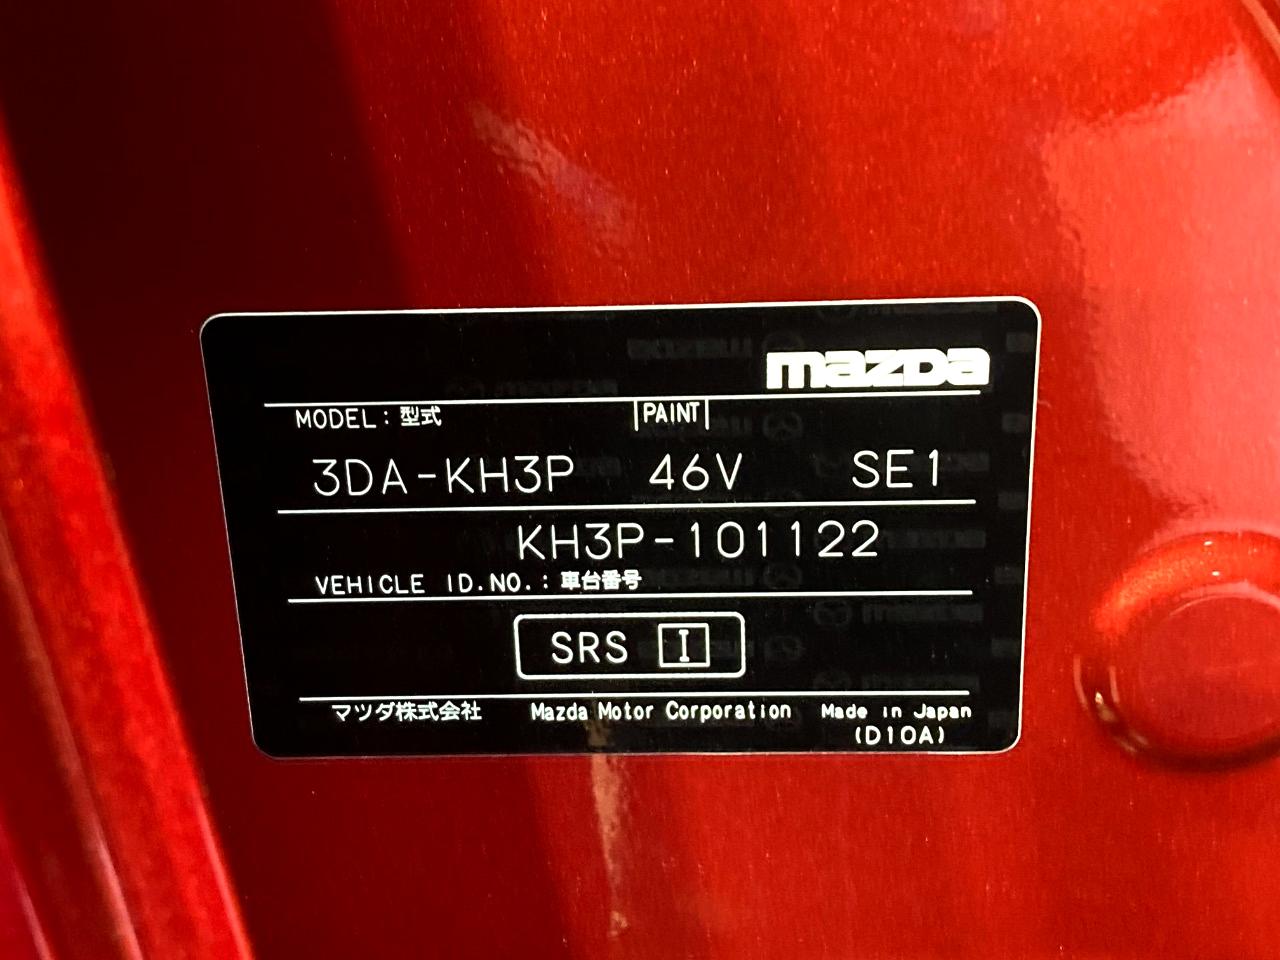 mazda
MODEL: 型式 PAINT
3DA-KH3P 46V SE1
KH3P-101122
VEHICLE ID.NO.: 車台番号
SRS I
マツダ株式会社 Mazda Motor Corporation Made in Japan
(D10A)